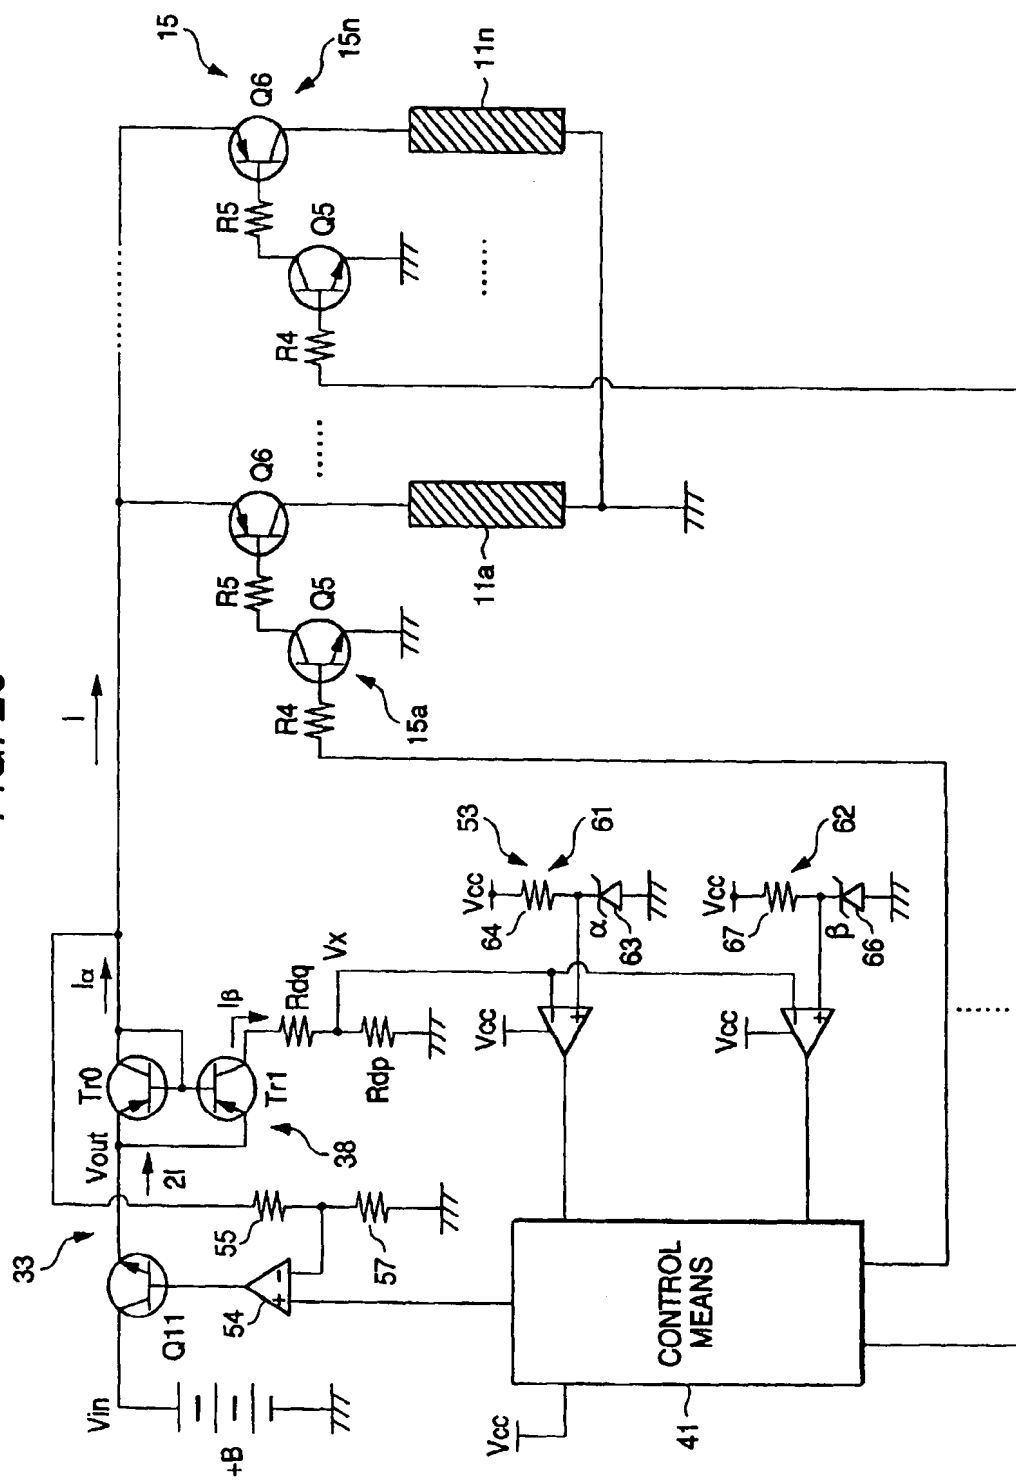 I
33
Vin
Vout
Tr0
Iα
2I
15
Q11
Iβ
+B
55
54
+
−
57
38
Tr1
Rdq
Vx
Rdp
R4
Q5
R5
Q6
15a
R4
Q5
R5
Q6
15n
11a
11n
53
61
Vcc
64
α
63
Vcc
−
+
62
Vcc
67
β
66
Vcc
−
+
Vcc
CONTROL
MEANS
41